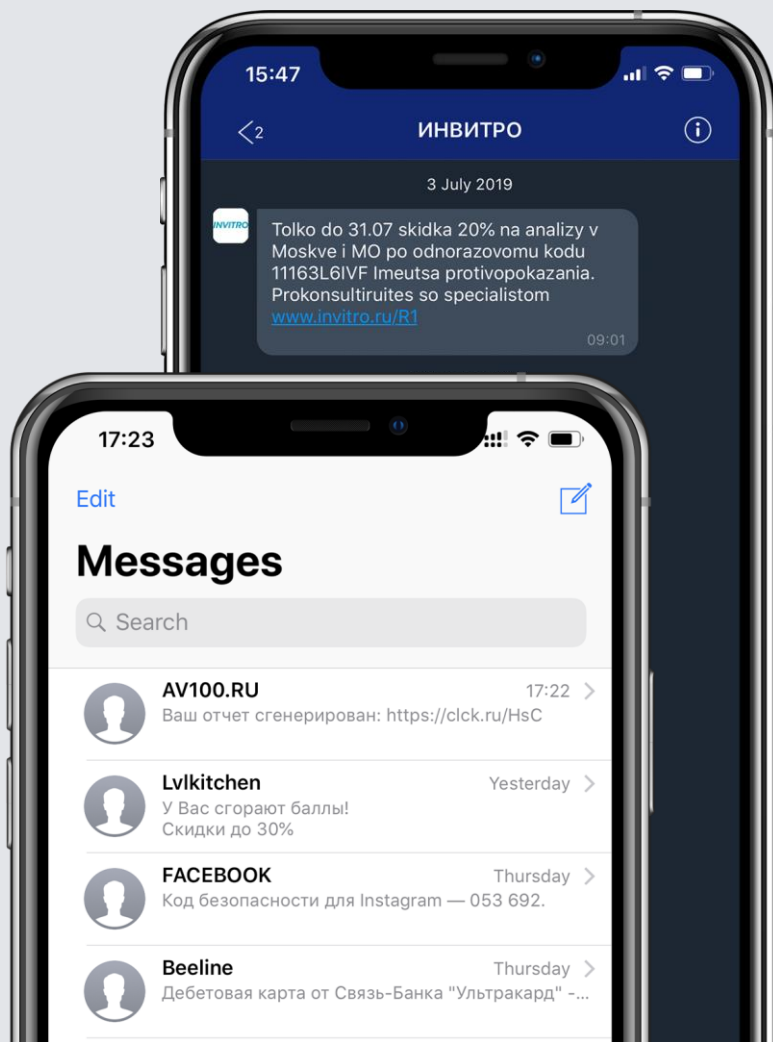 15:47
2
ИНВИТРО
3 July 2019
INVITRO
Tolko do 31.07 skidka 20% na analizy v
Moskve i MO po odnorazovomu kodu
11163L6IVF Imeutsa protivopokazania.
Prokonsultiruites so specialistom
www.invitro.ru/R1
09:01
17:23
Edit
Messages
Search
AV100.RU 17:22
Ваш отчет сгенерирован: https://clck.ru/HsC
Lvlkitchen Yesterday
У Вас сгорают баллы!
Скидки до 30%
FACEBOOK Thursday
Код безопасности для Instagram — 053 692.
Beeline Thursday
Дебетовая карта от Связь-Банка "Ультракард" -...